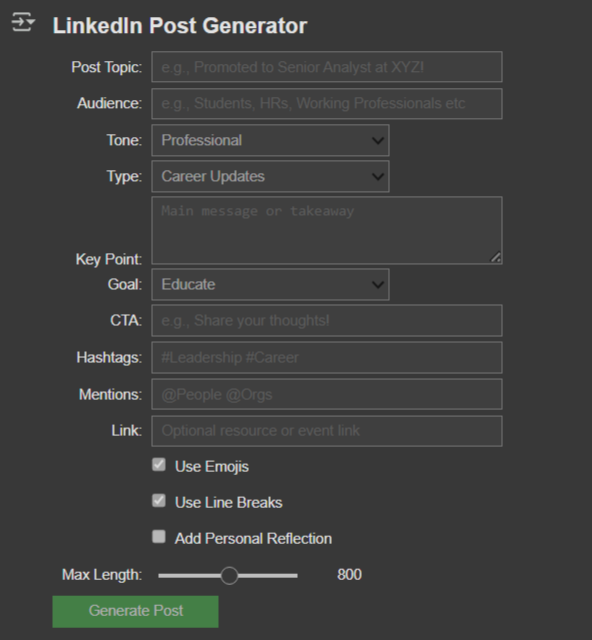 LinkedIn Post Generator
Post Topic: e.g., Promoted to Senior Analyst at XYZ!
Audience: e.g., Students, HRs, Working Professionals etc
Tone: Professional
Type: Career Updates
Main message or takeaway
Key Point:
Goal: Educate
CTA: e.g., Share your thoughts!
Hashtags: #Leadership #Career
Mentions: @People @Orgs
Link: Optional resource or event link
Use Emojis
Use Line Breaks
Add Personal Reflection
Max Length: 800
Generate Post